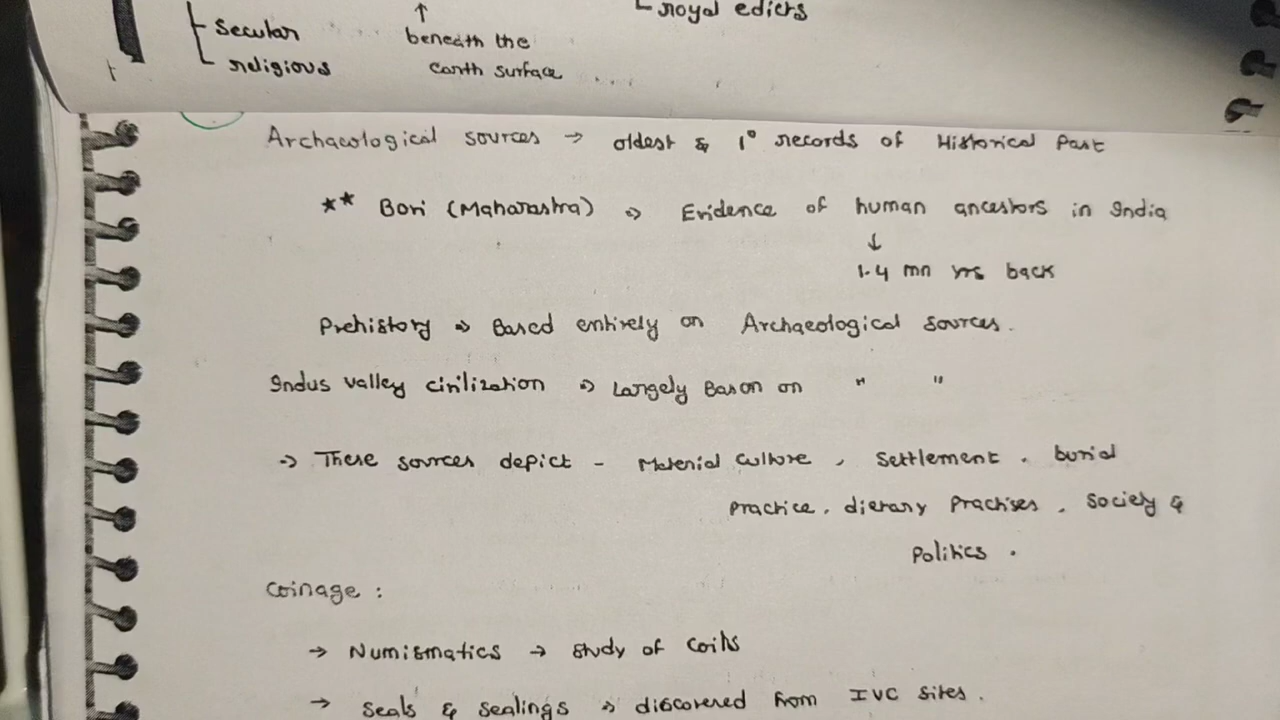 royal edicts
secular
beneath the
religious
earth surface
Archaeological sources → oldest & 1° records of Historical Past
** Bori (Maharastra) ⇒ Evidence of human ancestors in India
↓
1.4 mn yrs back
Prehistory ⇒ Based entirely on Archaeological sources.
Indus valley civilization ⇒ Largely Bason on " "
→ These sources depict - Material Culture, Settlement, burial
Practice, dietary Practises, Society &
Politics.
Coinage :
→ Numismatics → study of coins
→ Seals & sealings ⇒ discovered from IVC sites.